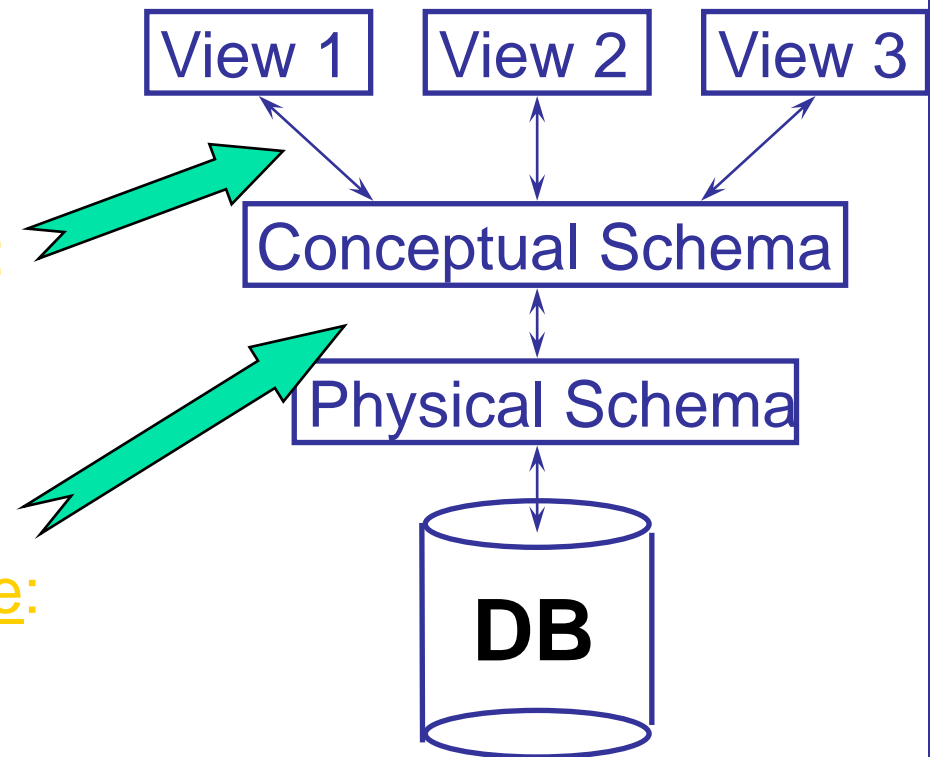 View 1 View 2 View 3
:
Conceptual Schema
Physical Schema
e:
DB